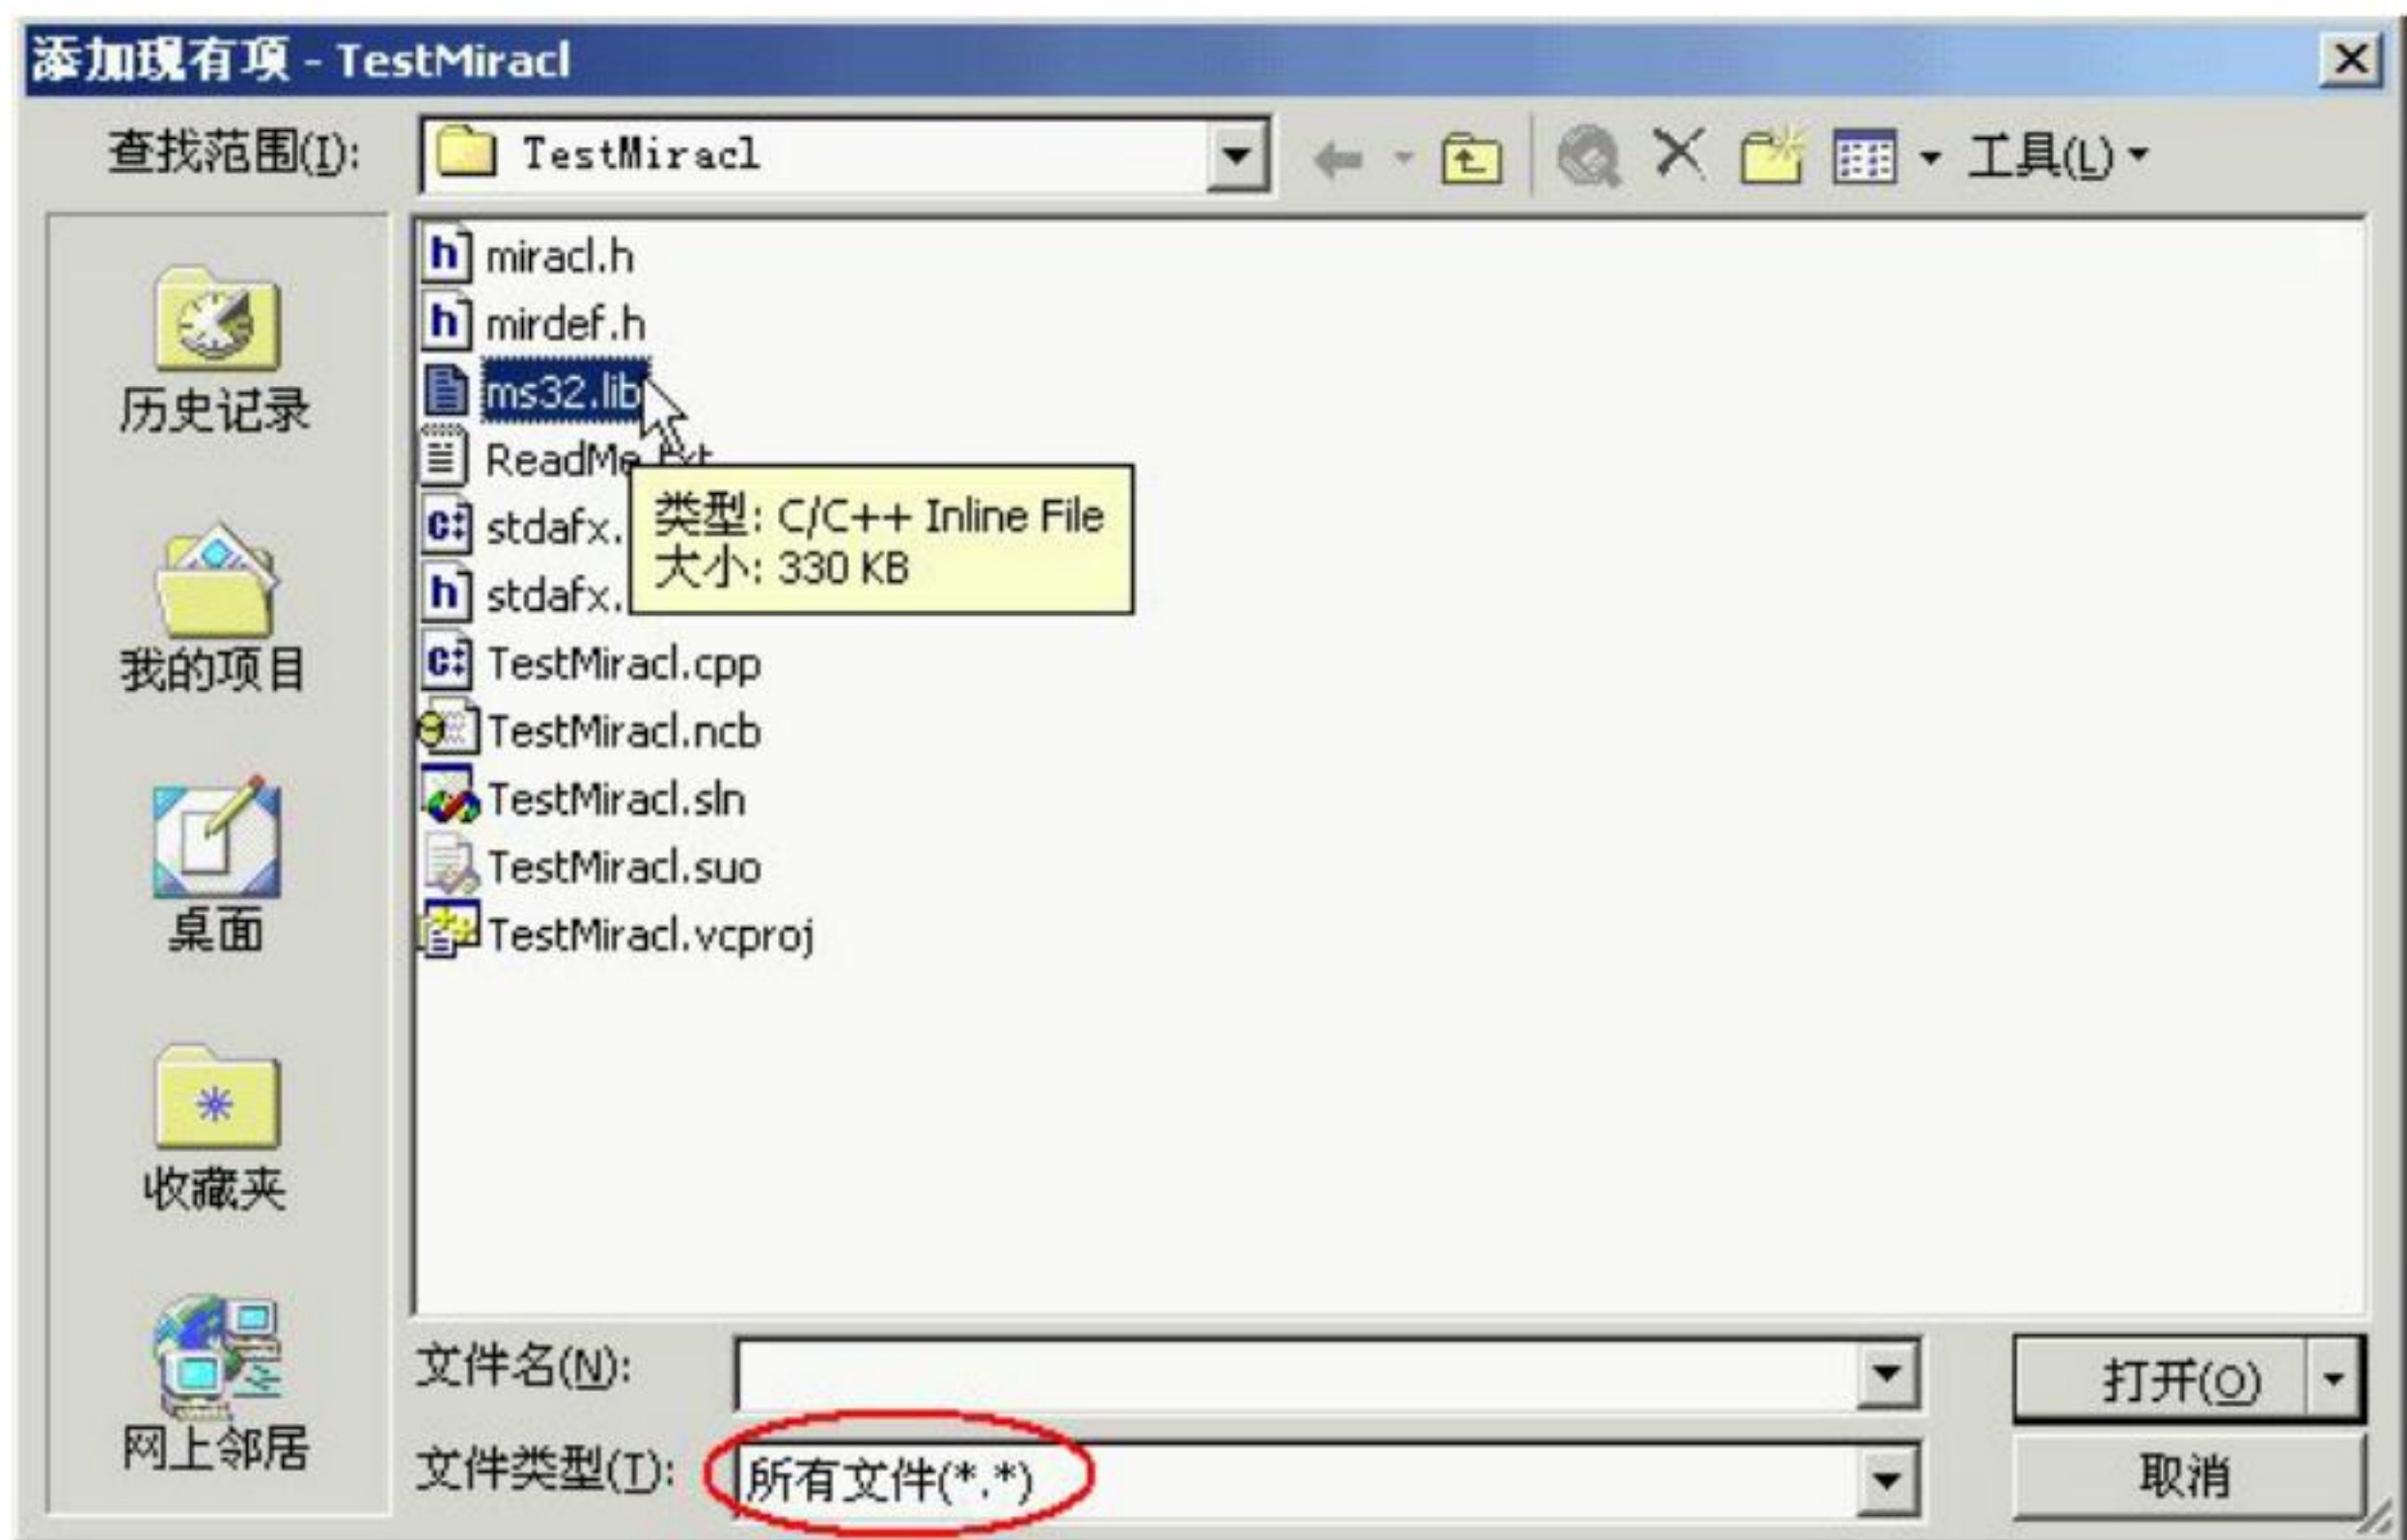 添加现有项 - TestMiracl
查找范围(I):
TestMiracl
工具(L)
历史记录
我的项目
桌面
收藏夹
网上邻居
miracl.h
mirdef.h
ms32.lib
ReadMe.txt
stdafx.
stdafx.
TestMiracl.cpp
TestMiracl.ncb
TestMiracl.sln
TestMiracl.suo
TestMiracl.vcproj
类型: C/C++ Inline File
大小: 330 KB
文件名(N):
打开(O)
文件类型(T):
所有文件(*.*)
取消